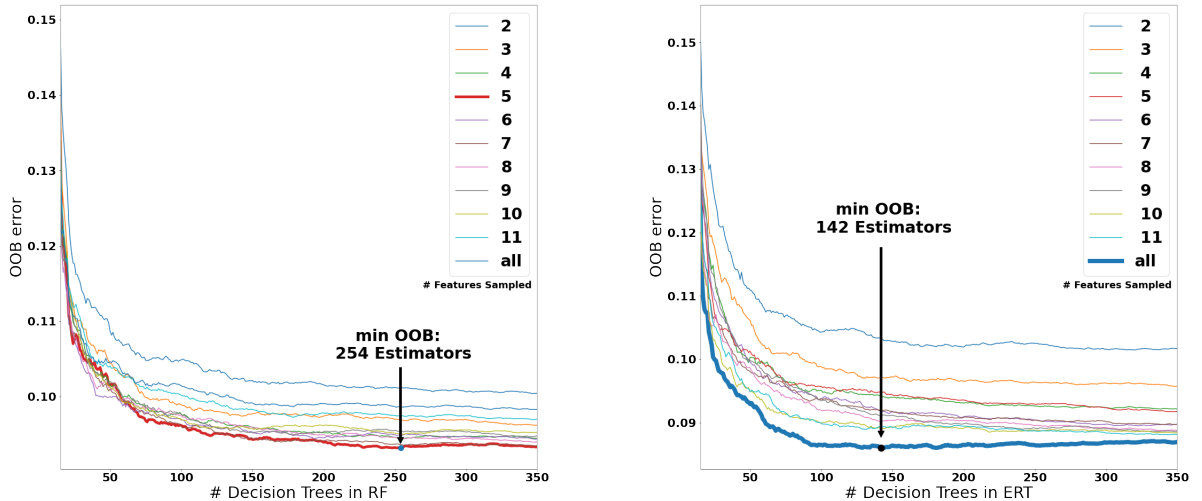 0.15
0.14
0.13
0.12
0.11
0.10
OOB error
50 100 150 200 250 300 350
# Decision Trees in RF
2
3
4
5
6
7
8
9
10
11
all
# Features Sampled
min OOB:
254 Estimators
0.15
0.14
0.13
0.12
0.11
0.10
0.09
OOB error
50 100 150 200 250 300 350
# Decision Trees in ERT
2
3
4
5
6
7
8
9
10
11
all
# Features Sampled
min OOB:
142 Estimators